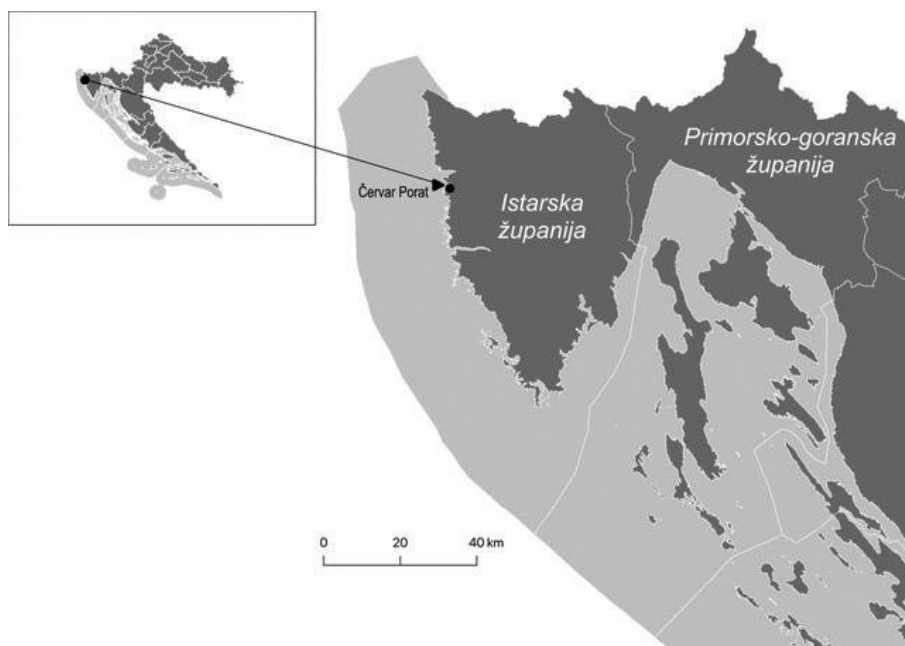 Primorsko-goranska
županija
Červar Porat
Istarska
županija
0 20 40 km